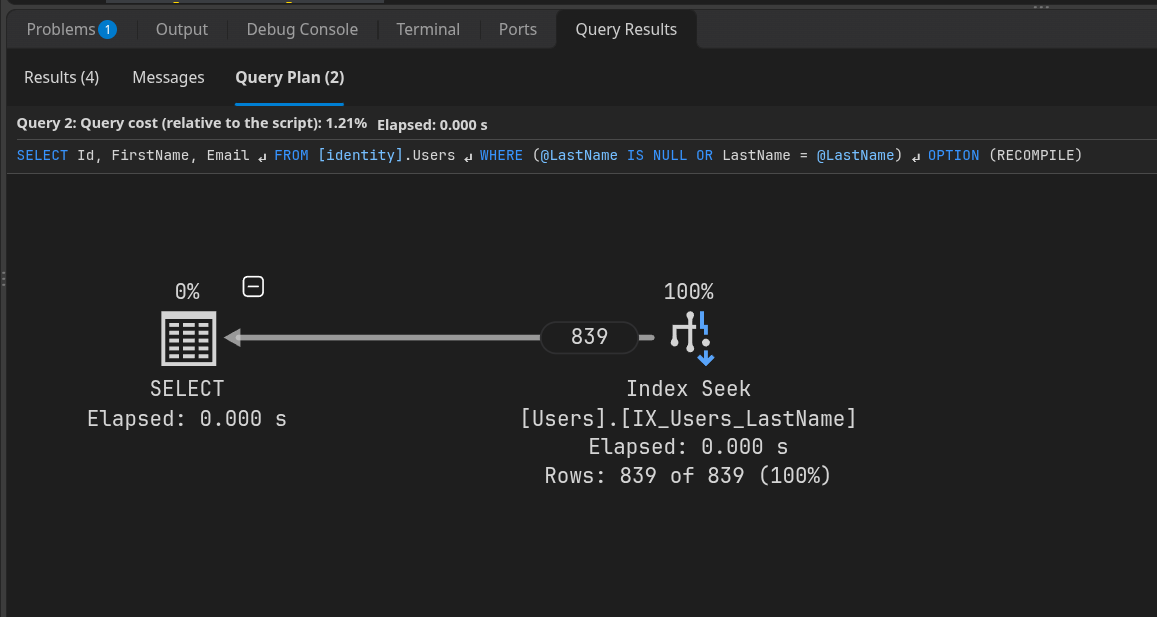 Problems 1 Output Debug Console Terminal Ports Query Results
Results (4) Messages Query Plan (2)
Query 2: Query cost (relative to the script): 1.21% Elapsed: 0.000 s
SELECT Id, FirstName, Email ↵ FROM [identity].Users ↵ WHERE (@LastName IS NULL OR LastName = @LastName) ↵ OPTION (RECOMPILE)
0% 100%
839
SELECT Index Seek
Elapsed: 0.000 s [Users].[IX_Users_LastName]
Elapsed: 0.000 s
Rows: 839 of 839 (100%)